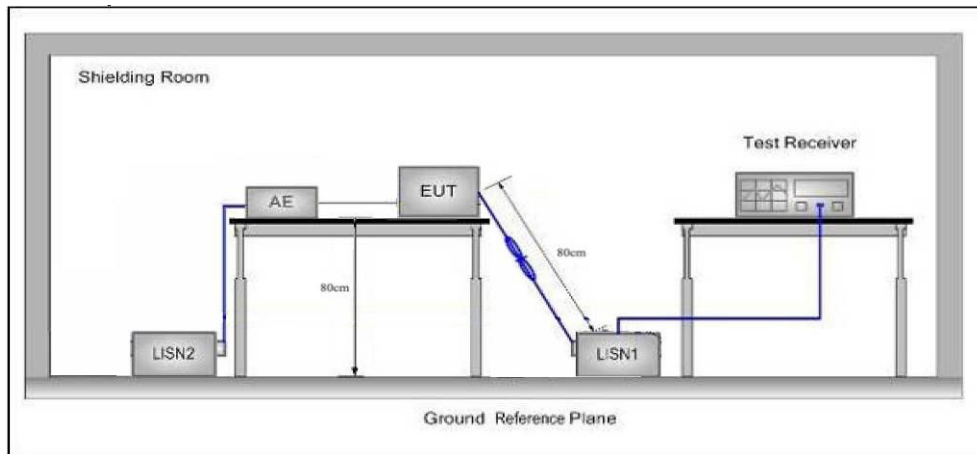 Shielding Room
Test Receiver
AE
EUT
80cm
80cm
LISN2
LISN1
Ground Reference Plane